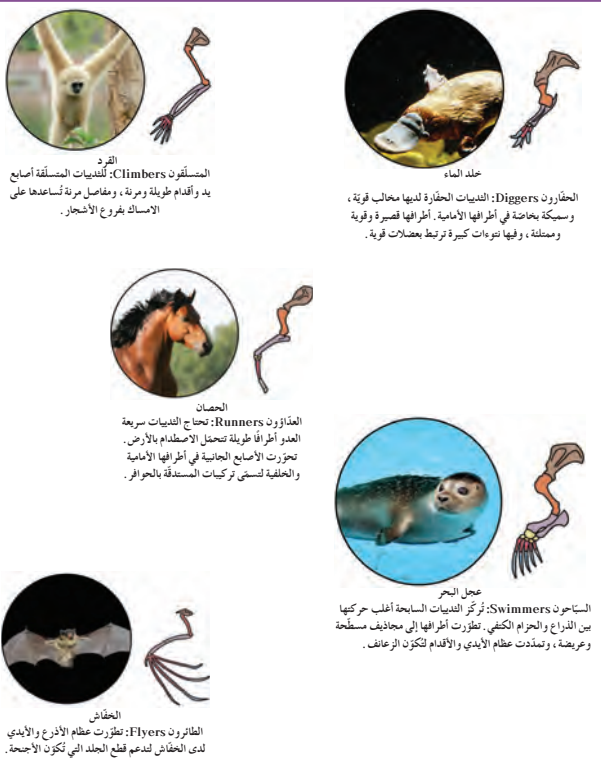 خلد الماء
الحفّارون Diggers: الثدييات الحفّارة لديها مخالب قويّة ،
وسميكة بخاصّة في أطرافها الأمامية . أطرافها قصيرة وقوية
وممتلئة ، وفيها نتوءات كبيرة ترتبط بعضلات قوية .
القرد
المتسلّقون Climbers: للثدييات المتسلّقة أصابع
يد وأقدام طويلة ومرنة ، ومفاصل مرنة تُساعدها على
الامساك بفروع الأشجار .
الحصان
العدّاؤون Runners: تحتاج الثدييات سريعة
العدو أطرافًا طويلة تتحمّل الاصطدام بالأرض .
تحوّرت الأصابع الجانبية في أطرافها الأمامية
والخلفية لتسمّى تركيبات المستدقّة بالحوافر .
عجل البحر
السبّاحون Swimmers: تُركّز الثدييات السابحة أغلب حركتها
بين الذراع والحزام الكتفي . تطوّرت أطرافها إلى مجاذيف مسطّحة
وعريضة ، وتمدّدت عظام الأيدي والأقدام لتُكوّن الزعانف .
الخفّاش
الطائرون Flyers: تطوّرت عظام الأذرع والأيدي
لدى الخفّاش لتدعم قطع الجلد التي تُكوّن الأجنحة .